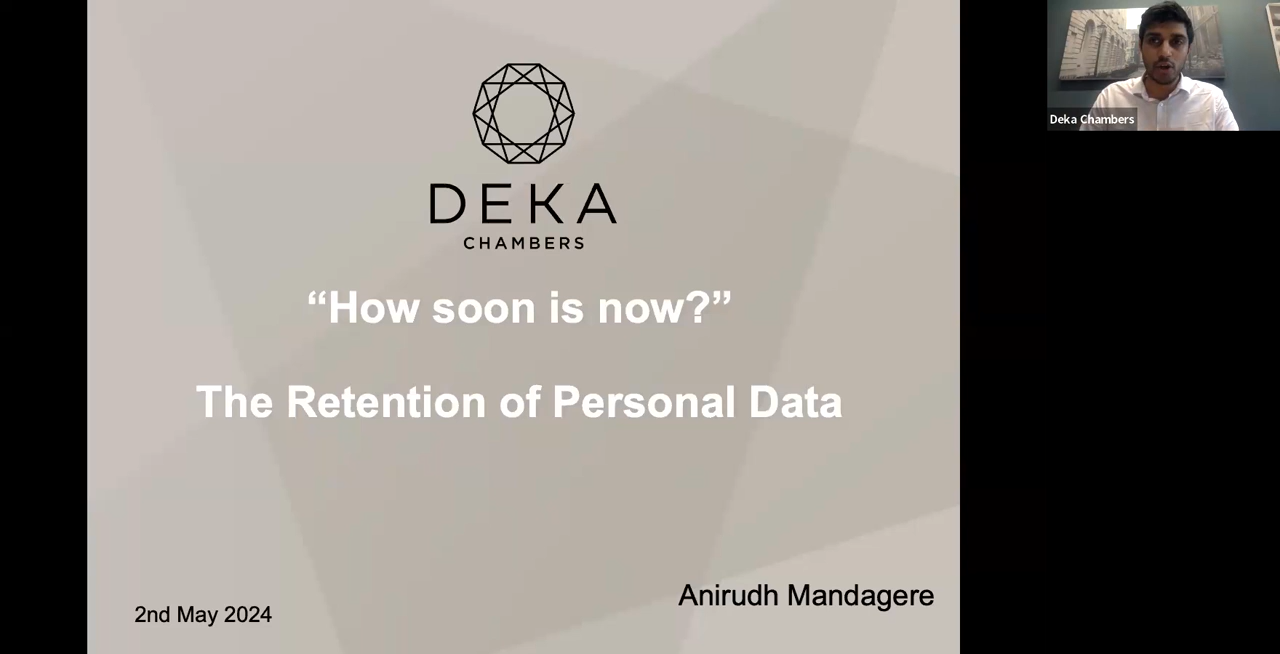 DEKA
CHAMBERS
“How soon is now?”
The Retention of Personal Data
2nd May 2024
Anirudh Mandagere
Deka Chambers